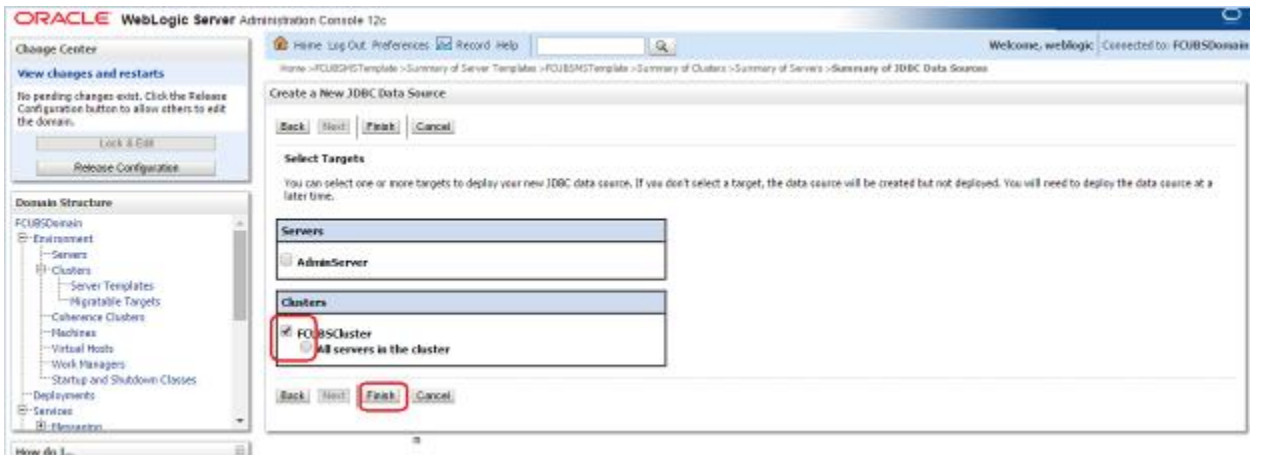 ORACLE WebLogic Server Administration Console 12c
Change Center
View changes and restarts
No pending changes exist. Click the Release
Configuration button to allow others to edit
the domain.
Lock & Edit
Release Configuration
Domain Structure
FCUBSDomain
Environment
Servers
Clusters
Server Templates
Migratable Targets
Coherence Clusters
Machines
Virtual Hosts
Work Managers
Startup and Shutdown Classes
Deployments
Services
Messaging
How do I...
Home Log Out Preferences Record Help
Welcome, weblogic Connected to: FCUBSDomain
Home >FCUBSMSTemplate >Summary of Server Templates >FCUBSMSTemplate >Summary of Clusters >Summary of Servers >Summary of JDBC Data Sources
Create a New JDBC Data Source
Back Next Finish Cancel
Select Targets
You can select one or more targets to deploy your new JDBC data source. If you don't select a target, the data source will be created but not deployed. You will need to deploy the data source at a
later time.
Servers
AdminServer
Clusters
FCUBSCluster
All servers in the cluster
Back Next Finish Cancel